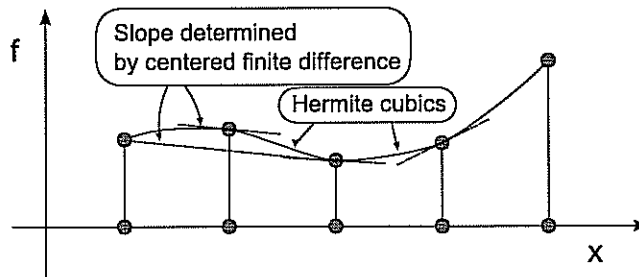 f
Slope determined
by centered finite difference
Hermite cubics
x